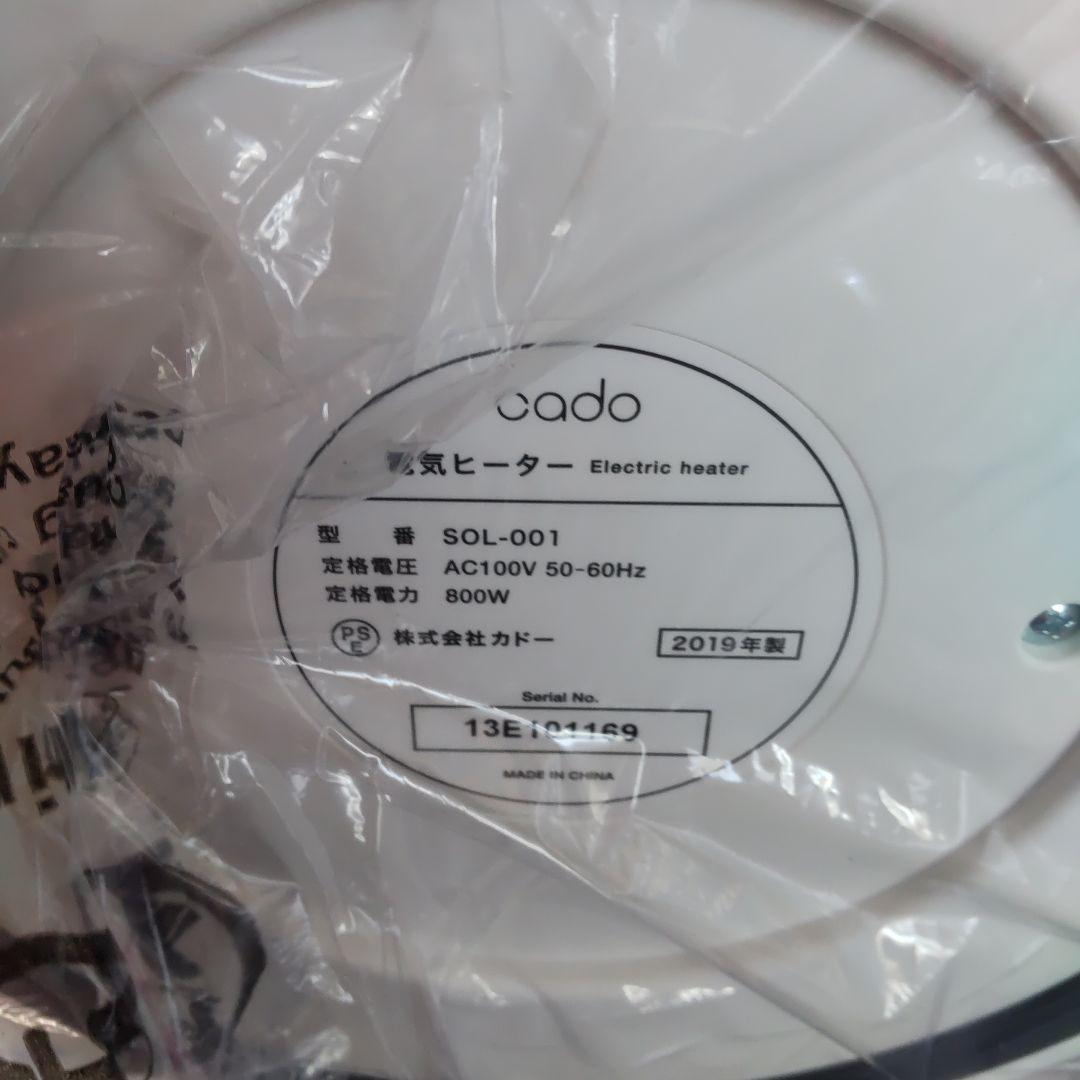 cado
電気ヒーター Electric heater
型 番 SOL-001
定格電圧 AC100V 50-60Hz
定格電力 800W
PSE 株式会社カドー 2019年製
Serial No.
13E101169
MADE IN CHINA